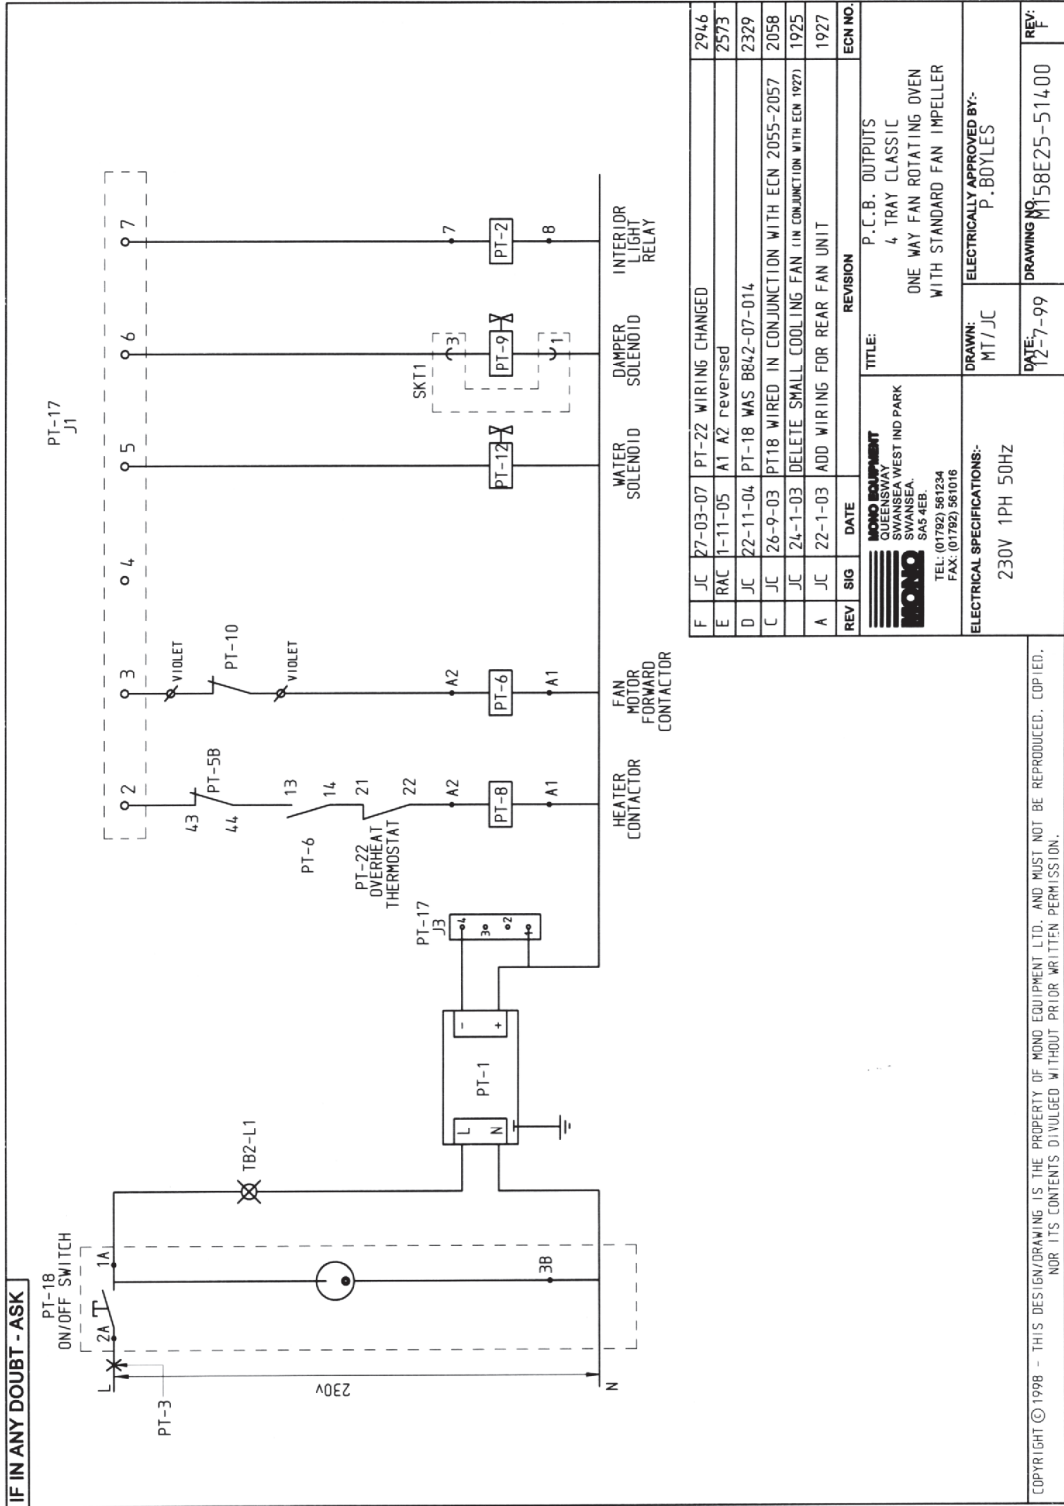 IF IN ANY DOUBT - ASK
PT-18
ON/OFF SWITCH
L
2A
1A
PT-3
230v
N
3B
TB2-L1
L
N
PT-1
-
+
PT-17
J3
4
3
2
1
PT-17
J1
2
3
4
5
6
7
43
PT-5B
44
13
PT-6
14
21
PT-22
OVERHEAT
THERMOSTAT
22
A2
PT-8
A1
HEATER
CONTACTOR
VIOLET
PT-10
VIOLET
A2
PT-6
A1
FAN
MOTOR
FORWARD
CONTACTOR
PT-12
WATER
SOLENOID
SKT1
3
PT-9
1
DAMPER
SOLENOID
7
PT-2
8
INTERIOR
LIGHT
RELAY
F JC 27-03-07 PT-22 WIRING CHANGED 2946
E RAC 1-11-05 A1 A2 reversed 2573
D JC 22-11-04 PT-18 WAS B842-07-014 2329
C JC 26-9-03 PT18 WIRED IN CONJUNCTION WITH ECN 2055-2057 2058
JC 24-1-03 DELETE SMALL COOLING FAN (IN CONJUNCTION WITH ECN 1927) 1925
A JC 22-1-03 ADD WIRING FOR REAR FAN UNIT 1927
REV SIG DATE REVISION ECN NO.
MONO
MONO EQUIPMENT
QUEENSWAY
SWANSEA WEST IND PARK
SWANSEA.
SA5 4EB.
TEL: (01792) 561234
FAX: (01792) 561016
TITLE:
P.C.B. OUTPUTS
4 TRAY CLASSIC
ONE WAY FAN ROTATING OVEN
WITH STANDARD FAN IMPELLER
ELECTRICAL SPECIFICATIONS:-
230V 1PH 50Hz
DRAWN:
MT/JC
ELECTRICALLY APPROVED BY:-
P.BOYLES
DATE:
12-7-99
DRAWING NO.
M158E25-51400
REV:
F
COPYRIGHT © 1998 - THIS DESIGN/DRAWING IS THE PROPERTY OF MONO EQUIPMENT LTD. AND MUST NOT BE REPRODUCED, COPIED,
NOR ITS CONTENTS DIVULGED WITHOUT PRIOR WRITTEN PERMISSION.